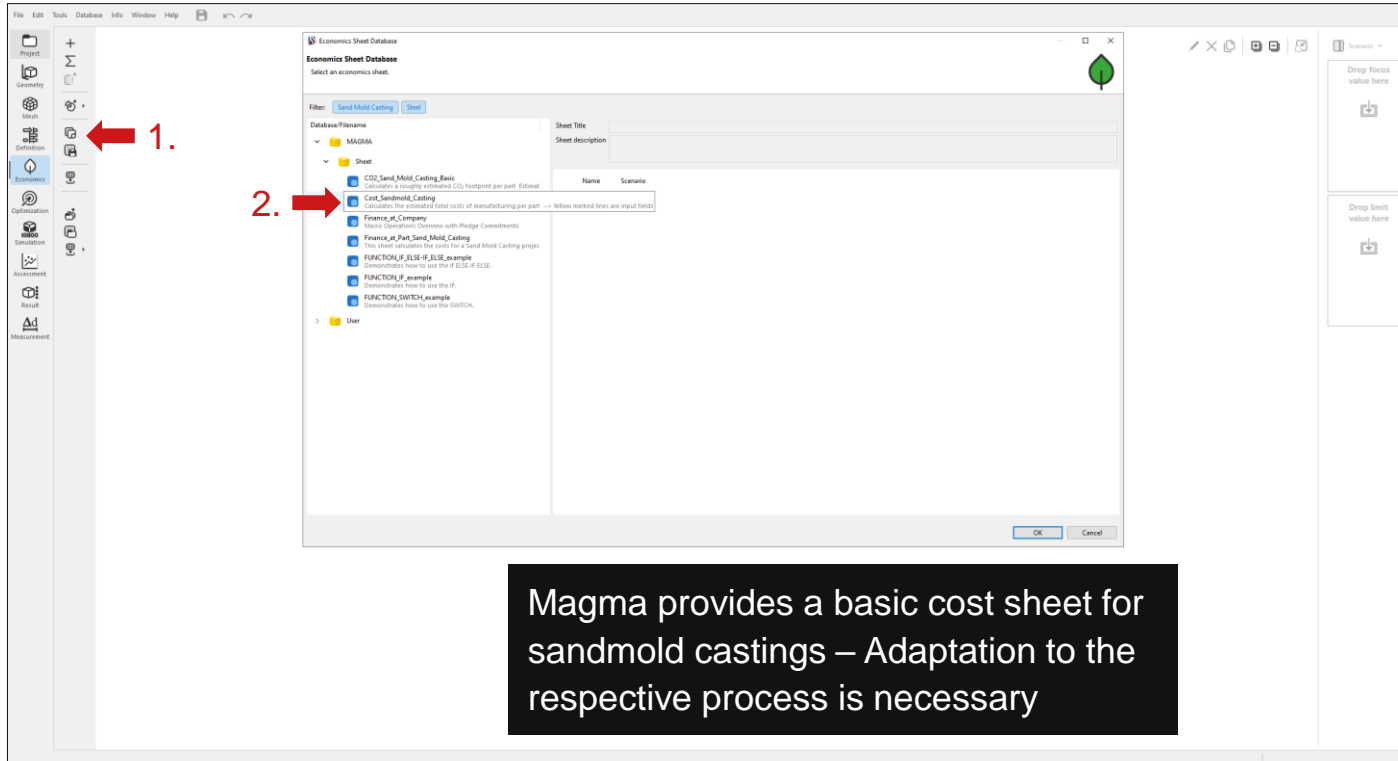 File Edit Tools Database Info Window Help
Project
Geometry
Mesh
Definition
Economics
Optimization
Simulation
Assessment
Result
Measurement
1.
Economics Sheet Database
Economics Sheet Database
Select an economics sheet.
Filter: Sand Mold Casting Steel
Database/Filename
MAGMA
Sheet
CO2_Sand_Mold_Casting_Basic
Calculates a roughly estimated CO₂ footprint per part. Estimat
2.
Cost_Sandmold_Casting
Calculates the estimated total costs of manufacturing per part --> Yellow marked lines are input fields
Finance_at_Company
Macro Operations Overview with Pledge Commitments
Finance_at_Part_Sand_Mold_Casting
This sheet calculates the costs for a Sand Mold Casting projec
FUNCTION_IF_ELSE-IF_ELSE_example
Demonstrates how to use the if ELSE-IF ELSE.
FUNCTION_IF_example
Demonstrates how to use the IF.
FUNCTION_SWITCH_example
Demonstrates how to use the SWITCH.
User
Sheet Title
Sheet description
Name Scenario
OK Cancel
Scenario
Drop focus
value here
Drop limit
value here
Magma provides a basic cost sheet for
sandmold castings – Adaptation to the
respective process is necessary